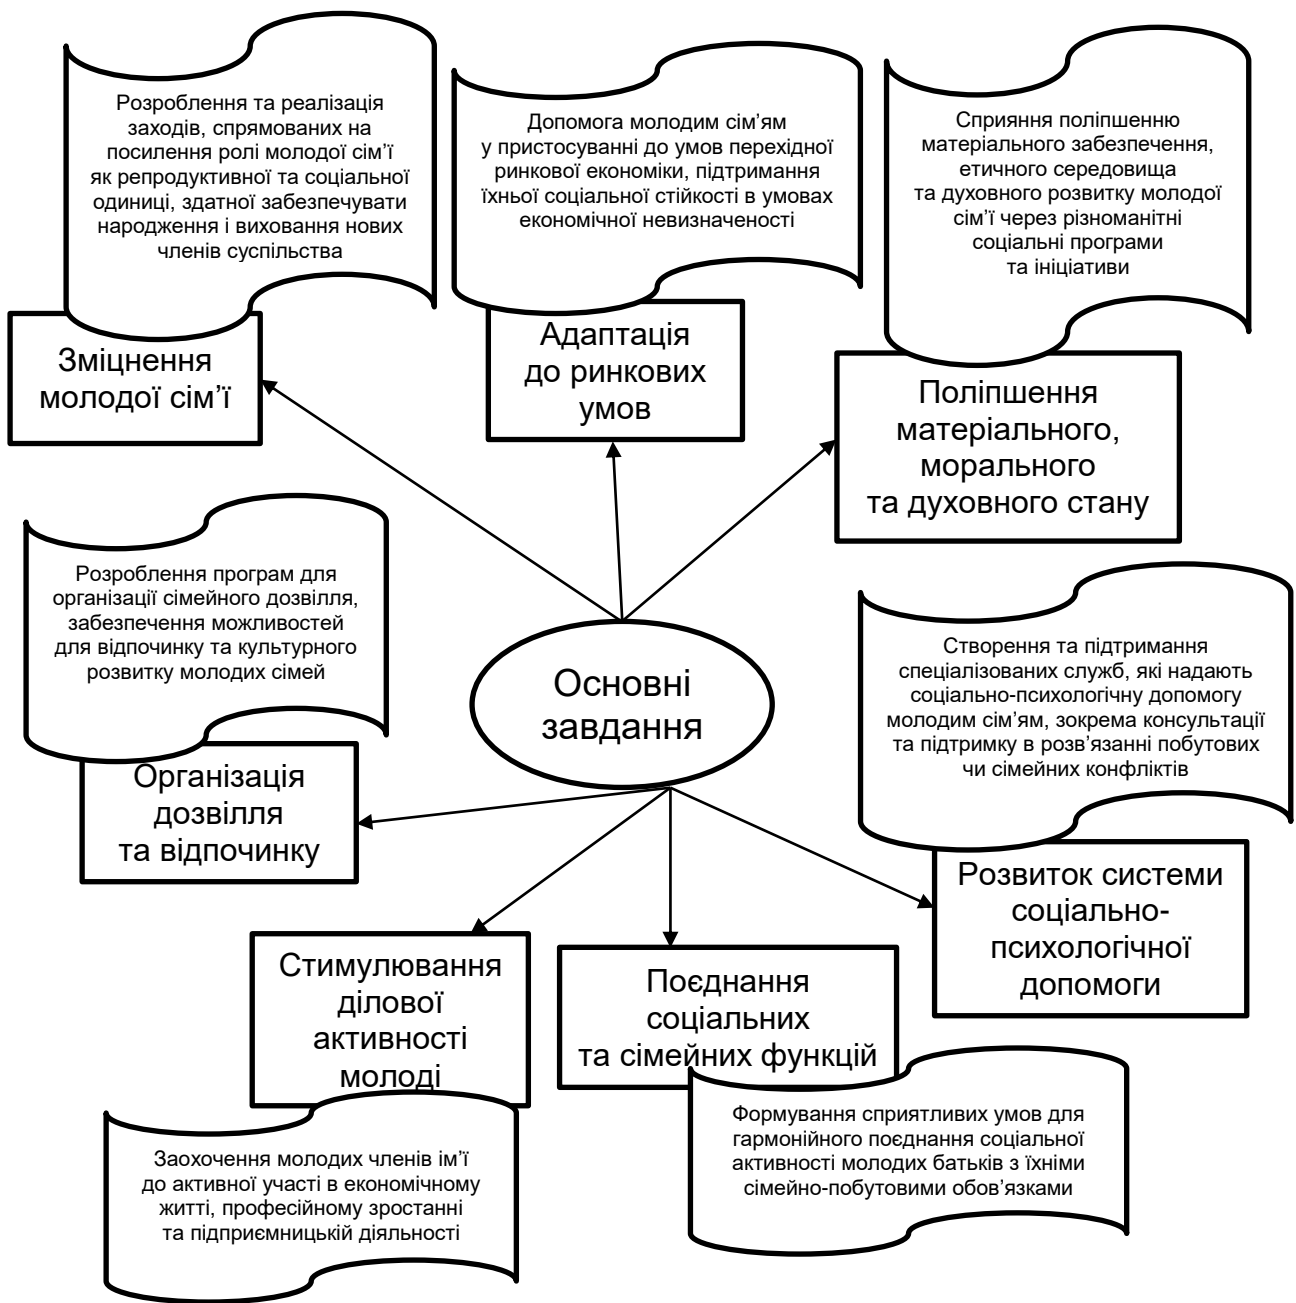 Розроблення та реалізація
заходів, спрямованих на
посилення ролі молодої сім’ї
як репродуктивної та соціальної
одиниці, здатної забезпечувати
народження і виховання нових
членів суспільства
Зміцнення
молодої сім’ї
Допомога молодим сім’ям
у пристосуванні до умов перехідної
ринкової економіки, підтримання
їхньої соціальної стійкості в умовах
економічної невизначеності
Адаптація
до ринкових
умов
Сприяння поліпшенню
матеріального забезпечення,
етичного середовища
та духовного розвитку молодої
сім’ї через різноманітні
соціальні програми
та ініціативи
Поліпшення
матеріального,
морального
та духовного стану
Розроблення програм для
організації сімейного дозвілля,
забезпечення можливостей
для відпочинку та культурного
розвитку молодих сімей
Організація
дозвілля
та відпочинку
Основні
завдання
Створення та підтримання
спеціалізованих служб, які надають
соціально-психологічну допомогу
молодим сім’ям, зокрема консультації
та підтримку в розв’язанні побутових
чи сімейних конфліктів
Розвиток системи
соціально-
психологічної
допомоги
Стимулювання
ділової
активності
молоді
Заохочення молодих членів ім’ї
до активної участі в економічному
житті, професійному зростанні
та підприємницькій діяльності
Поєднання
соціальних
та сімейних функцій
Формування сприятливих умов для
гармонійного поєднання соціальної
активності молодих батьків з їхніми
сімейно-побутовими обов’язками